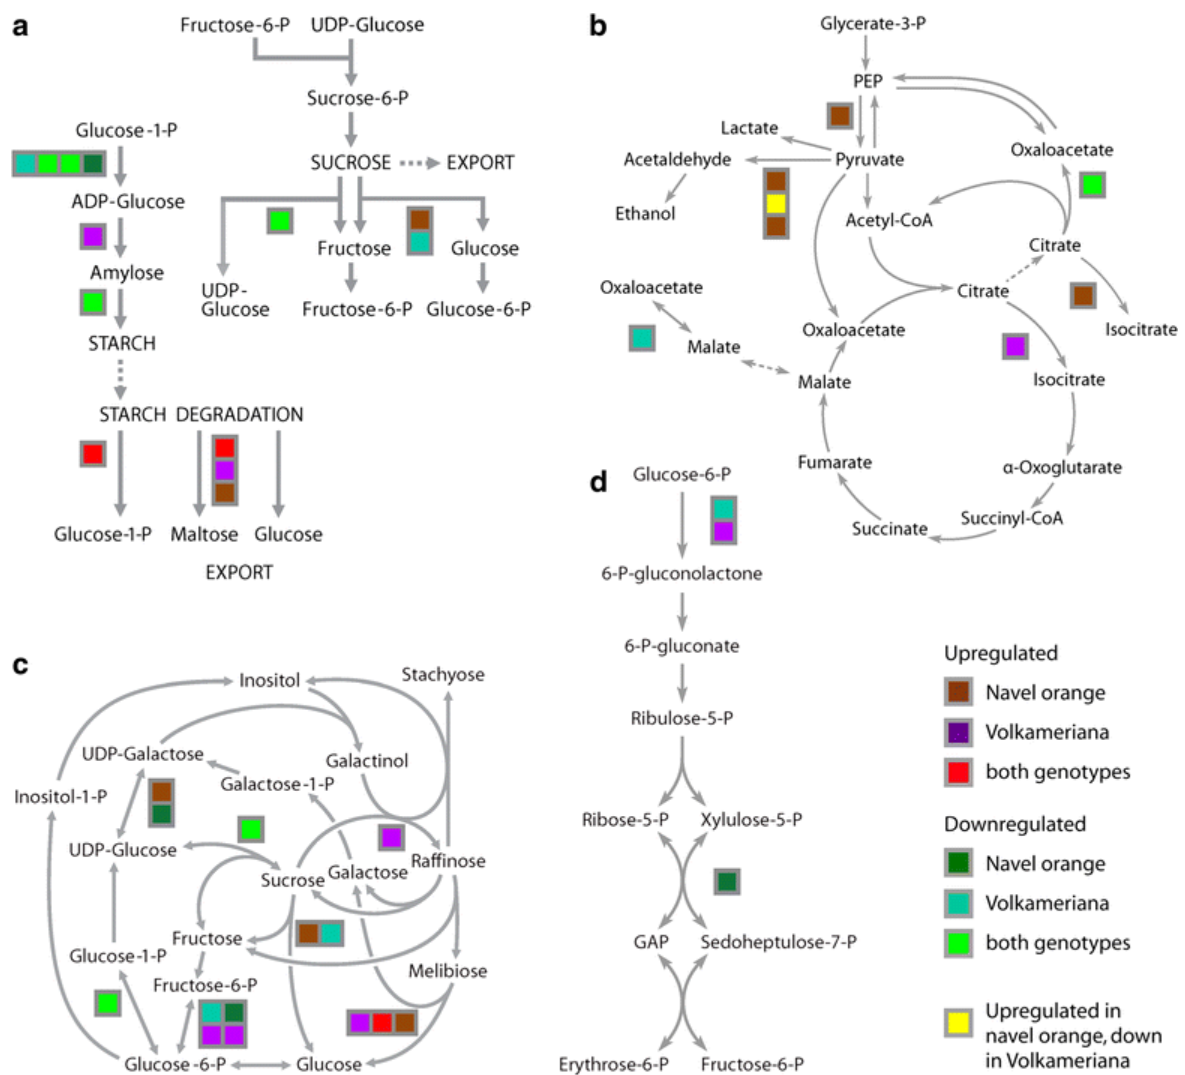 a
Fructose-6-P
UDP-Glucose
Sucrose-6-P
Glucose-1-P
SUCROSE
EXPORT
ADP-Glucose
Amylose
Fructose
Glucose
UDP-
Glucose
Fructose-6-P
Glucose-6-P
STARCH
STARCH DEGRADATION
Glucose-1-P
Maltose
Glucose
EXPORT
b
Glycerate-3-P
PEP
Lactate
Oxaloacetate
Acetaldehyde
Pyruvate
Ethanol
Acetyl-CoA
Citrate
Oxaloacetate
Citrate
Isocitrate
Oxaloacetate
Malate
Malate
Isocitrate
Fumarate
α-Oxoglutarate
Succinate
Succinyl-CoA
c
Inositol
Stachyose
UDP-Galactose
Galactinol
Galactose-1-P
Inositol-1-P
UDP-Glucose
Raffinose
Sucrose
Galactose
Fructose
Glucose-1-P
Melibiose
Fructose-6-P
Glucose-6-P
Glucose
d
Glucose-6-P
6-P-gluconolactone
6-P-gluconate
Ribulose-5-P
Ribose-5-P
Xylulose-5-P
GAP
Sedoheptulose-7-P
Erythrose-6-P
Fructose-6-P
Upregulated
Navel orange
Volkameriana
both genotypes
Downregulated
Navel orange
Volkameriana
both genotypes
Upregulated in
navel orange, down
in Volkameriana